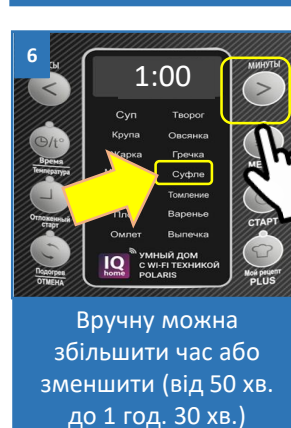 6
1:00
МИНУТЫ
Суп Творог
Крупа Овсянка
Жарка Гречка
Суфле
Томление
Варенье
Омлет Выпечка
Время
Температура
Отложенный
старт
СТАРТ
Подогрев
ОТМЕНА
Мой рецепт
PLUS
IQ
home
УМНЫЙ ДОМ
С WI-FI ТЕХНИКОЙ
POLARIS
Вручну можна
збільшити час або
зменшити (від 50 хв.
до 1 год. 30 хв.)